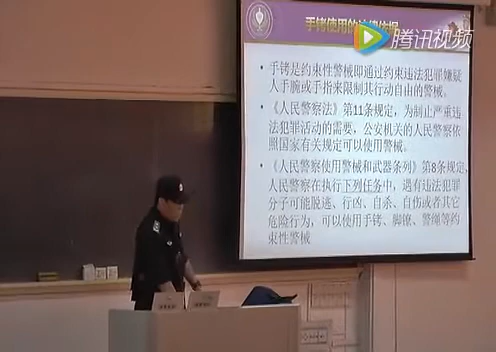 手铐使用的法律依据
腾讯视频
• 手铐是约束性警械即通过约束违法犯罪嫌疑
人手腕或手指来限制其行动自由的警械。
• 《人民警察法》第11条规定，为制止严重违
法犯罪活动的需要，公安机关的人民警察依
照国家有关规定可以使用警械。
• 《人民警察使用警械和武器条列》第8条规定，
人民警察在执行下列任务中，遇有违法犯罪
分子可能脱逃、行凶、自杀、自伤或者其它
危险行为，可以使用手铐、脚镣、警绳等约
束性警械